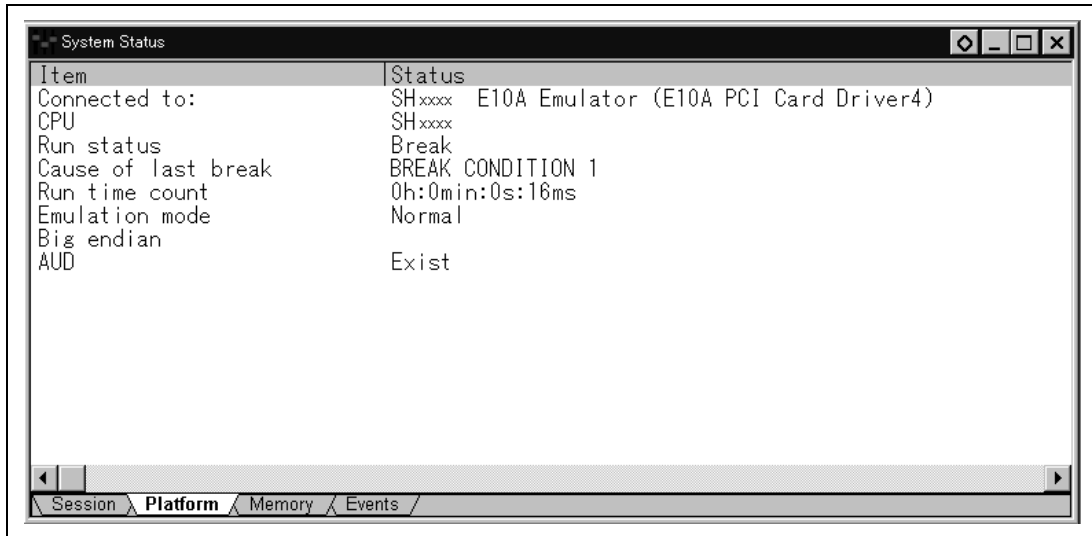 System Status
Item Status
Connected to: SHxxxx E10A Emulator (E10A PCI Card Driver4)
CPU SHxxxx
Run status Break
Cause of last break BREAK CONDITION 1
Run time count 0h:0min:0s:16ms
Emulation mode Normal
Big endian
AUD Exist
Session Platform Memory Events